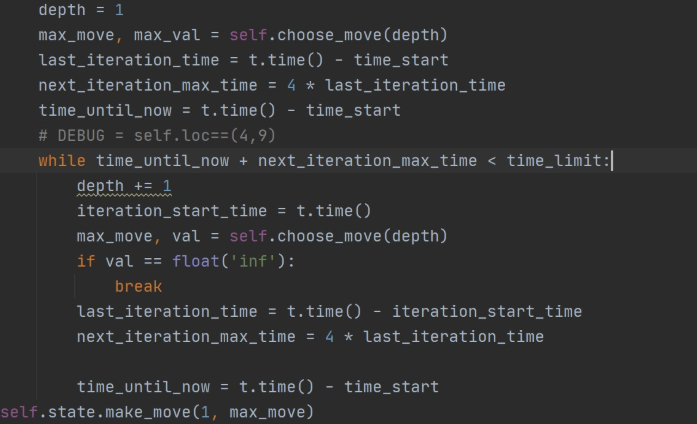 depth = 1
max_move, max_val = self.choose_move(depth)
last_iteration_time = t.time() - time_start
next_iteration_max_time = 4 * last_iteration_time
time_until_now = t.time() - time_start
# DEBUG = self.loc==(4,9)
while time_until_now + next_iteration_max_time < time_limit:
depth += 1
iteration_start_time = t.time()
max_move, val = self.choose_move(depth)
if val == float('inf'):
break
last_iteration_time = t.time() - iteration_start_time
next_iteration_max_time = 4 * last_iteration_time
time_until_now = t.time() - time_start
self.state.make_move(1, max_move)